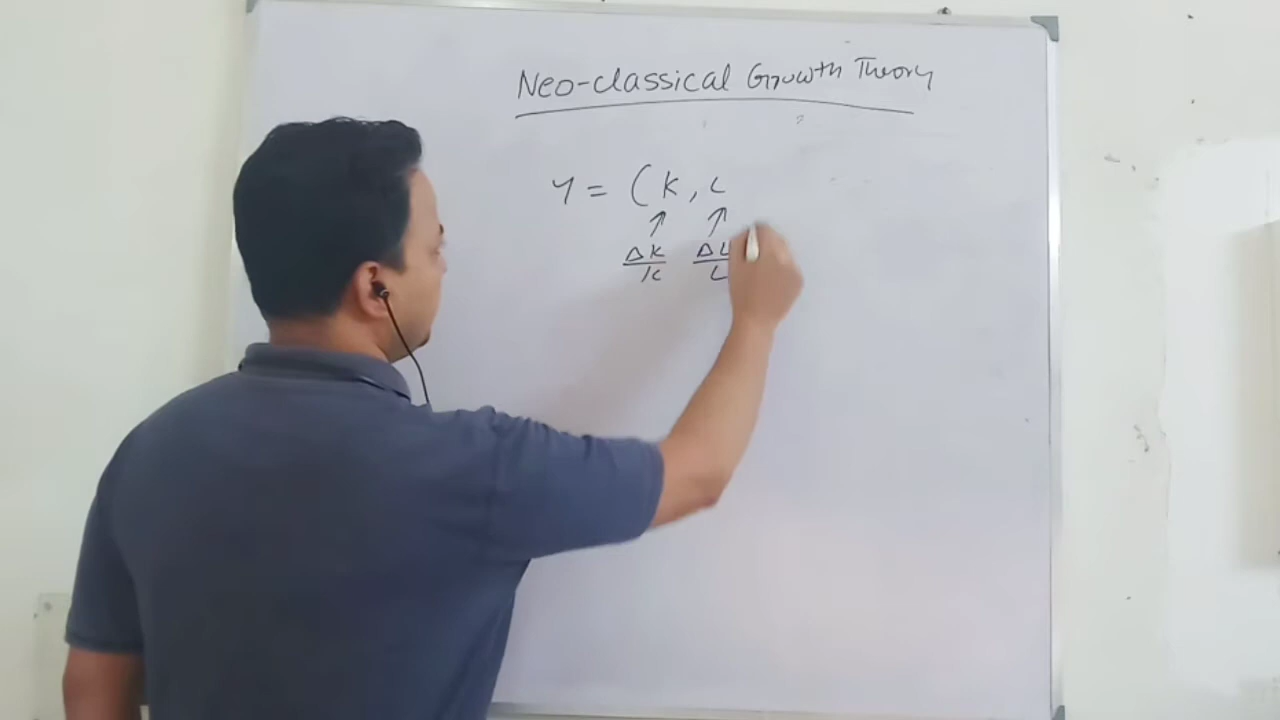 Neo-classical Growth Theory
Y = (K, L
↗ ↗
ΔK ΔL
K L